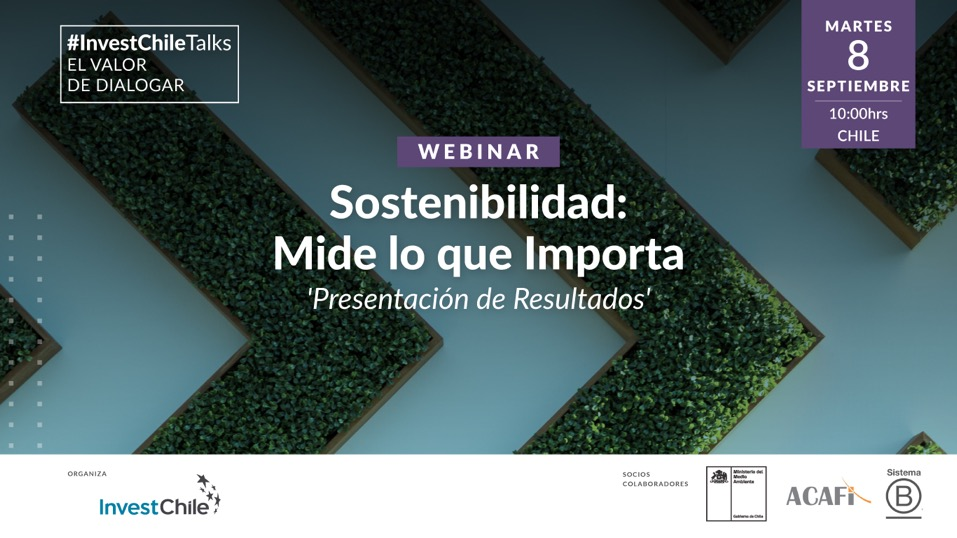 #InvestChileTalks
EL VALOR
DE DIALOGAR
MARTES
8
SEPTIEMBRE
10:00hrs
CHILE
WEBINAR
Sostenibilidad:
Mide lo que Importa
'Presentación de Resultados'
ORGANIZA
InvestChile
SOCIOS
COLABORADORES
Ministerio del
Medio
Ambiente
Gobierno de Chile
ACAFi
Sistema
B